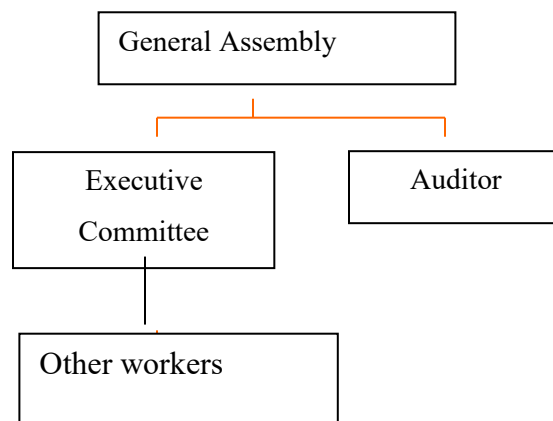 General Assembly
Executive
Committee
Auditor
Other workers